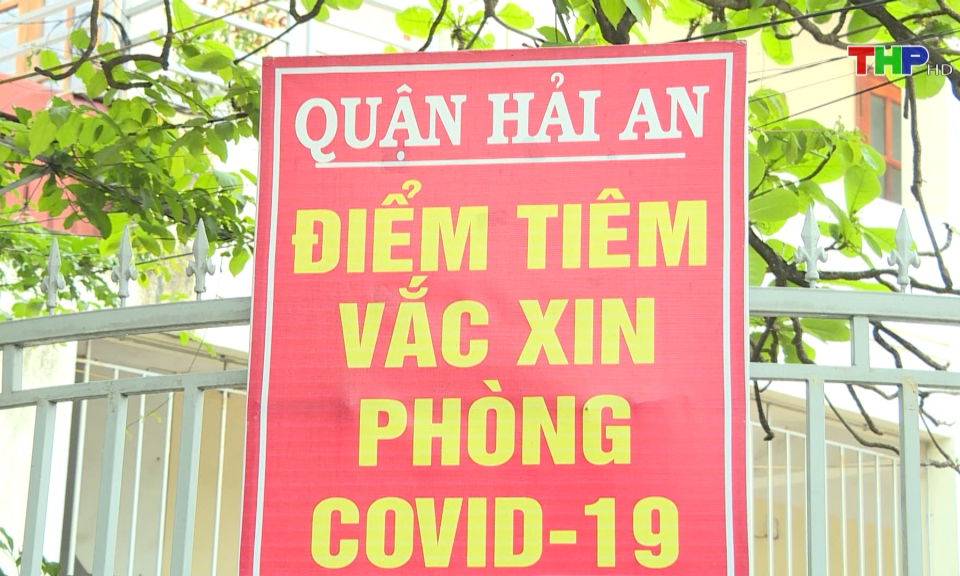 THP HD
QUẬN HẢI AN
ĐIỂM TIÊM
VẮC XIN
PHÒNG
COVID-19